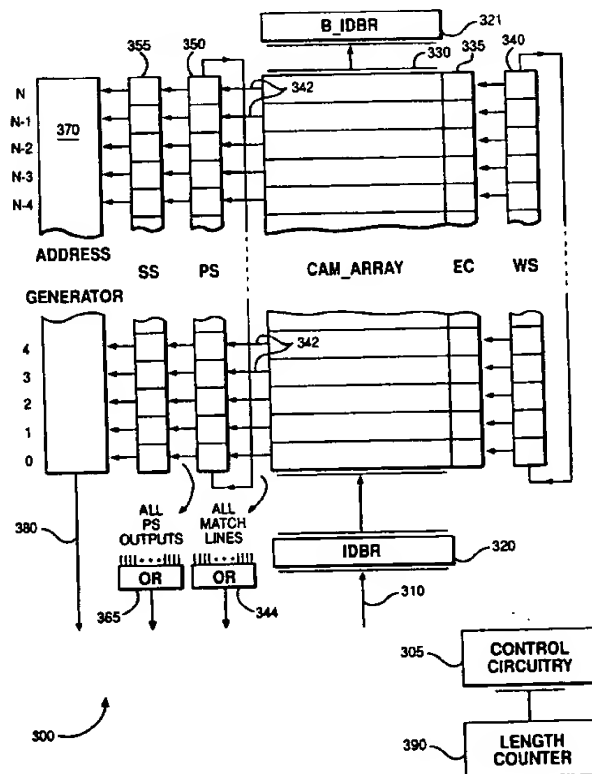 B_IDBR
321
355
350
330
335
340
N
N-1
N-2
N-3
N-4
370
342
ADDRESS
GENERATOR
SS
PS
CAM_ARRAY
EC
WS
4
3
2
1
0
342
380
ALL
PS
OUTPUTS
ALL
MATCH
LINES
OR
OR
365
344
IDBR
320
310
305
CONTROL
CIRCUITRY
300
390
LENGTH
COUNTER